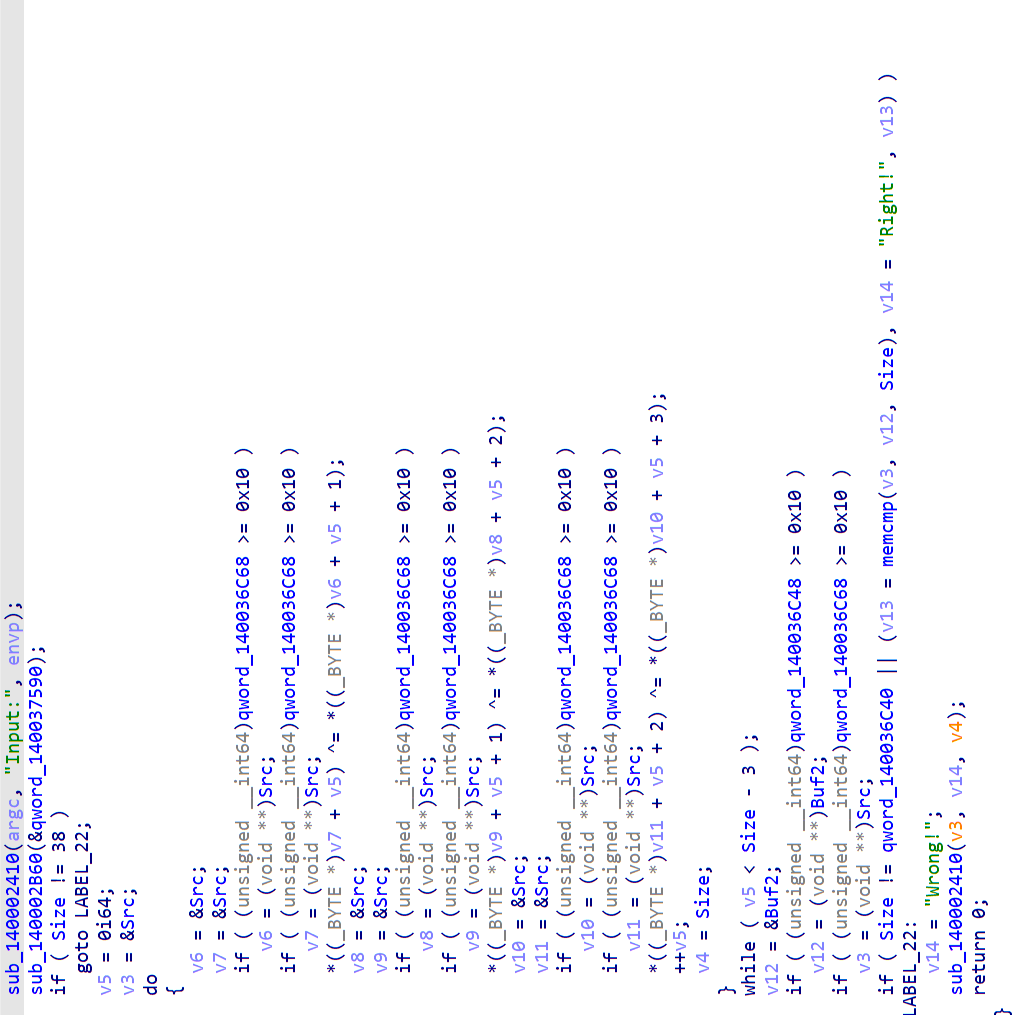 sub_140002410(argc, "Input:", envp);
sub_140002B60(&qword_140037590);
if ( Size != 38 )
goto LABEL_22;
v5 = 0i64;
v3 = &Src;
do
{
v6 = &Src;
v7 = &Src;
if ( (unsigned __int64)qword_140036C68 >= 0x10 )
v6 = (void **)Src;
if ( (unsigned __int64)qword_140036C68 >= 0x10 )
v7 = (void **)Src;
*((_BYTE *)v7 + v5) ^= *((_BYTE *)v6 + v5 + 1);
v8 = &Src;
v9 = &Src;
if ( (unsigned __int64)qword_140036C68 >= 0x10 )
v8 = (void **)Src;
if ( (unsigned __int64)qword_140036C68 >= 0x10 )
v9 = (void **)Src;
*((_BYTE *)v9 + v5 + 1) ^= *((_BYTE *)v8 + v5 + 2);
v10 = &Src;
v11 = &Src;
if ( (unsigned __int64)qword_140036C68 >= 0x10 )
v10 = (void **)Src;
if ( (unsigned __int64)qword_140036C68 >= 0x10 )
v11 = (void **)Src;
*((_BYTE *)v11 + v5 + 2) ^= *((_BYTE *)v10 + v5 + 3);
++v5;
v4 = Size;
}
while ( v5 < Size - 3 );
v12 = &Buf2;
if ( (unsigned __int64)qword_140036C48 >= 0x10 )
v12 = (void **)Buf2;
if ( (unsigned __int64)qword_140036C68 >= 0x10 )
v3 = (void **)Src;
if ( Size != qword_140036C40 || (v13 = memcmp(v3, v12, Size), v14 = "Right!", v13) )
LABEL_22:
v14 = "Wrong!";
sub_140002410(v3, v14, v4);
return 0;
}